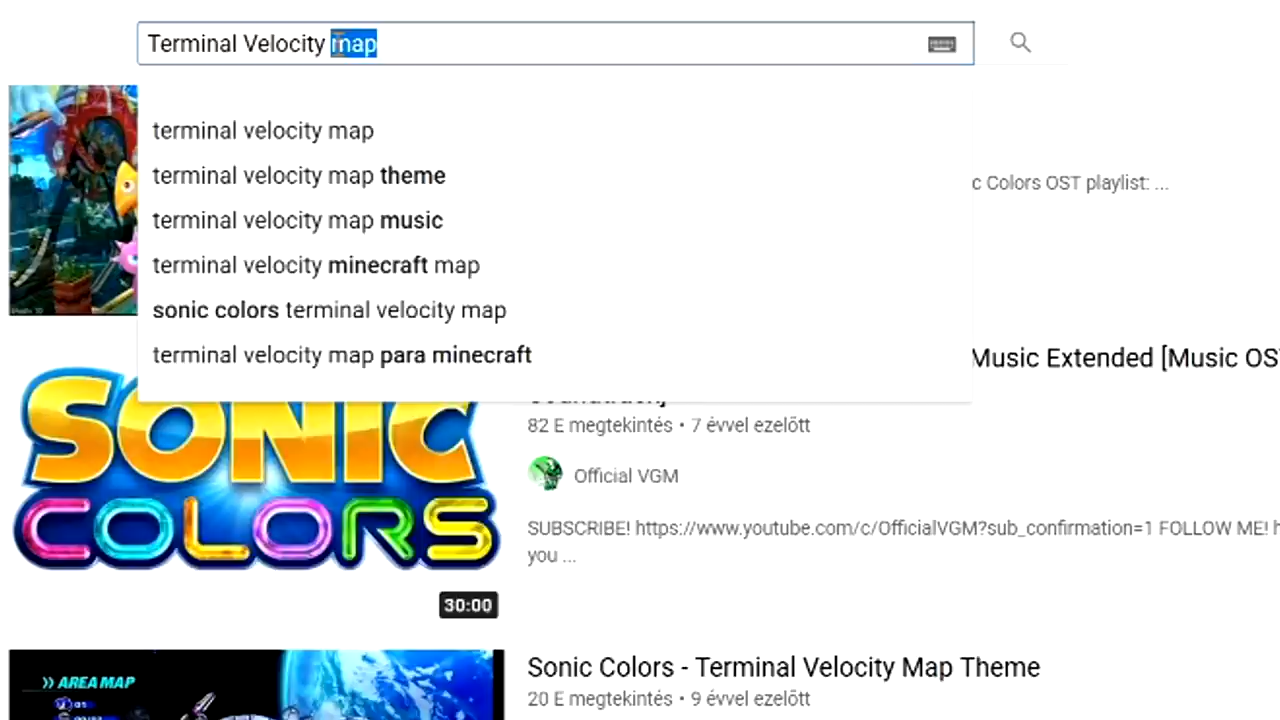 Terminal Velocity map
terminal velocity map
terminal velocity map theme
c Colors OST playlist: ...
terminal velocity map music
terminal velocity minecraft map
sonic colors terminal velocity map
terminal velocity map para minecraft
Music Extended [Music OS
82 E megtekintés • 7 évvel ezelőtt
SONIC
COLORS
Official VGM
SUBSCRIBE! https://www.youtube.com/c/OfficialVGM?sub_confirmation=1 FOLLOW ME!
you ...
30:00
Sonic Colors - Terminal Velocity Map Theme
20 E megtekintés • 9 évvel ezelőtt
AREA MAP